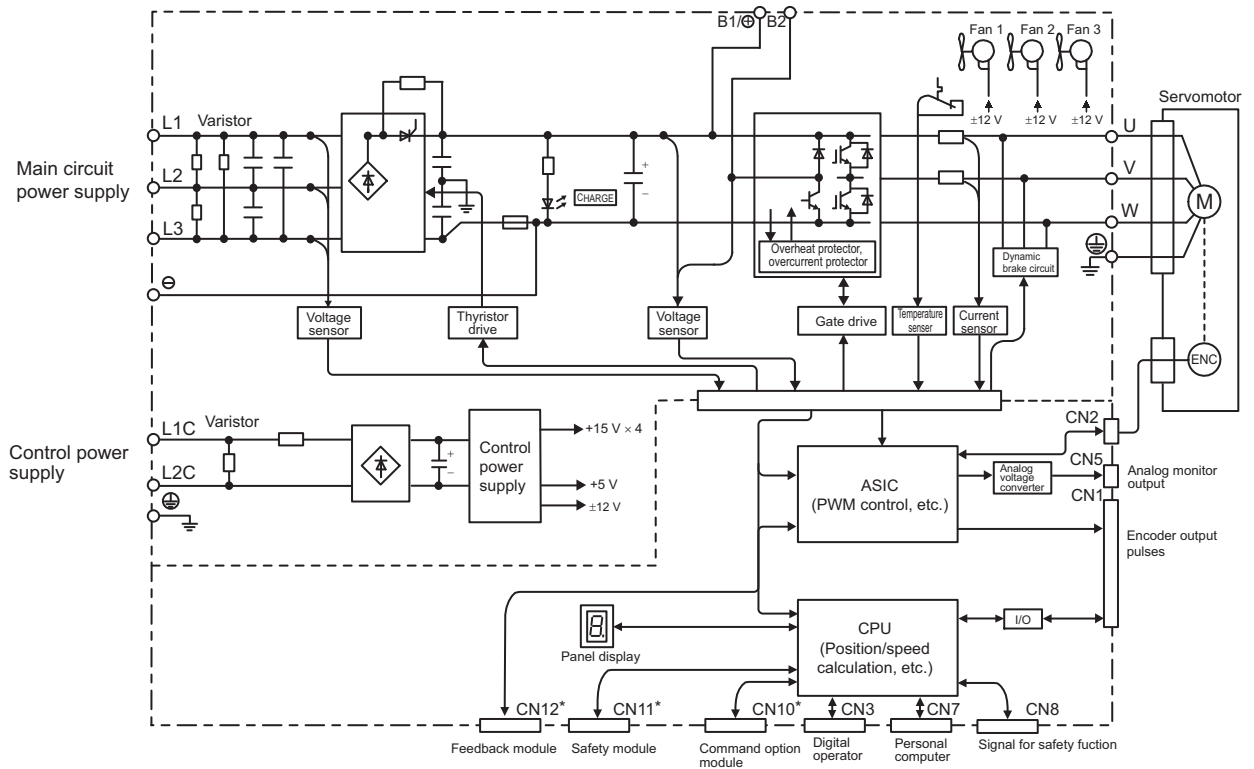 B1/⊕ B2
Fan 1 Fan 2 Fan 3
±12 V ±12 V ±12 V
Servomotor
Main circuit
power supply
L1
Varistor
L2
L3
⊖
+
–
CHARGE
Overheat protector,
overcurrent protector
U
V
W
M
Dynamic
brake circuit
Voltage
sensor
Thyristor
drive
Voltage
sensor
Gate drive
Temperature
senser
Current
sensor
ENC
Control power
supply
L1C
Varistor
L2C
+
–
Control
power
supply
+15 V × 4
+5 V
±12 V
ASIC
(PWM control, etc.)
Analog
voltage
converter
CN2
CN5
Analog monitor
output
CN1
Encoder output
pulses
8.
Panel display
CPU
(Position/speed
calculation, etc.)
I/O
CN12* CN11* CN10* CN3 CN7 CN8
Feedback module
Safety module
Command option
module
Digital
operator
Personal
computer
Signal for safety fuction